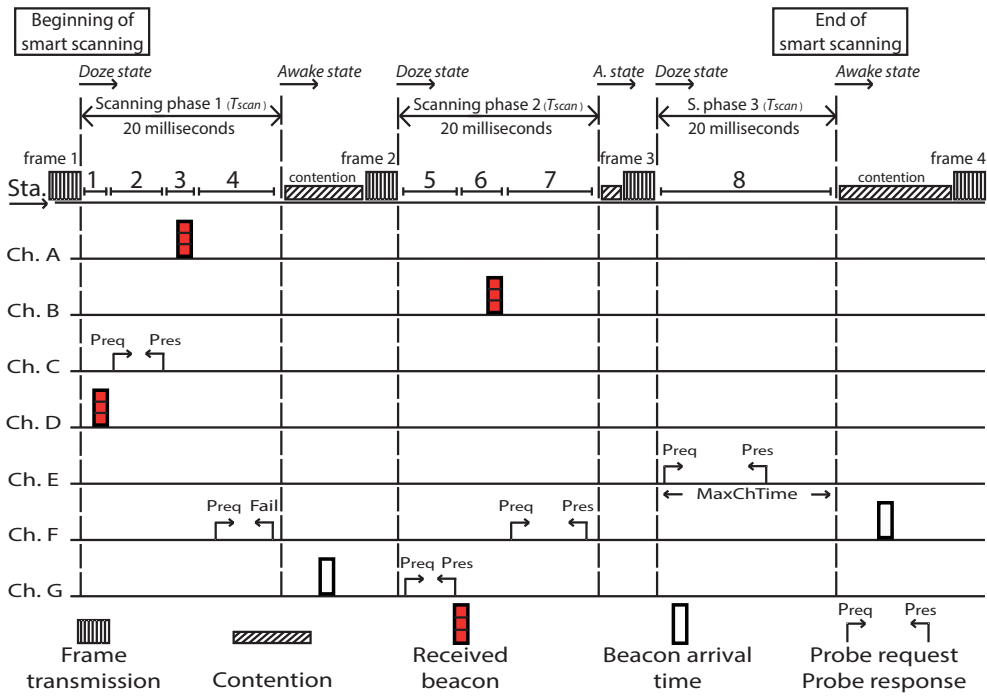 Beginning of
smart scanning
End of
smart scanning
Doze state
Awake state
Doze state
A. state
Doze state
Awake state
Scanning phase 1 (Tscan)
Scanning phase 2 (Tscan)
S. phase 3 (Tscan)
20 milliseconds
20 milliseconds
20 milliseconds
frame 1
frame 2
frame 3
frame 4
Sta.
1
2
3
4
contention
5
6
7
8
contention
Ch. A
Ch. B
Preq
Pres
Ch. C
Ch. D
Preq
Pres
Ch. E
MaxChTime
Preq
Fail
Preq
Pres
Ch. F
Preq
Pres
Ch. G
Preq
Pres
Frame
transmission
Contention
Received
beacon
Beacon arrival
time
Probe request
Probe response